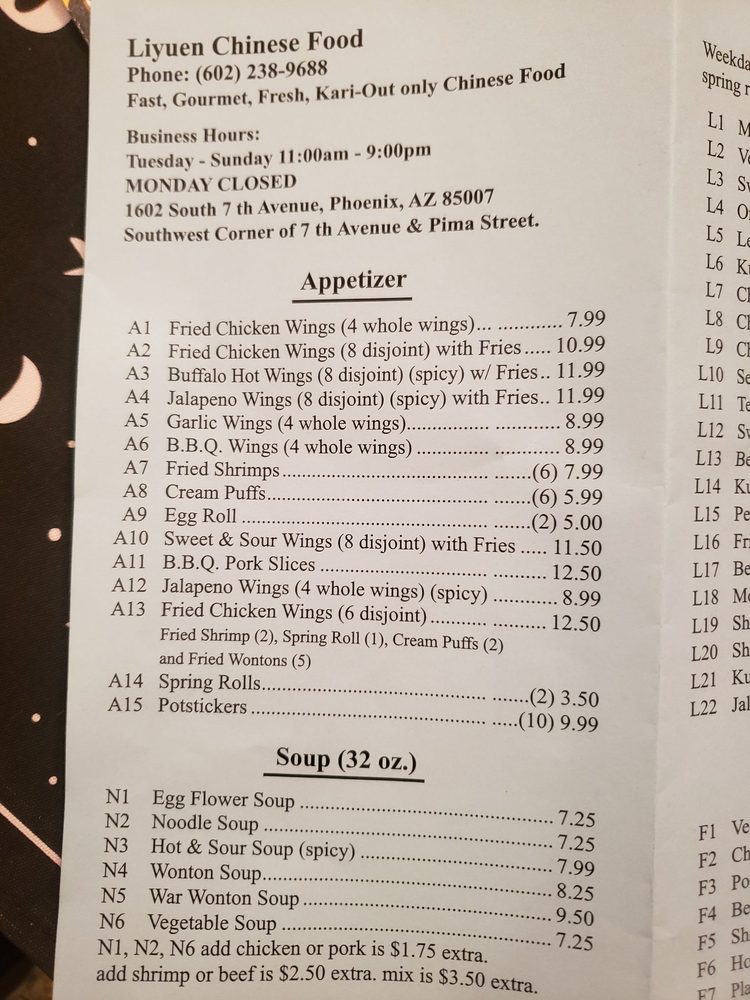 Liyuen Chinese Food
Phone: (602) 238-9688
Fast, Gourmet, Fresh, Kari-Out only Chinese Food
Business Hours:
Tuesday - Sunday 11:00am - 9:00pm
MONDAY CLOSED
1602 South 7 th Avenue, Phoenix, AZ 85007
Southwest Corner of 7 th Avenue & Pima Street.
Appetizer
A1 Fried Chicken Wings (4 whole wings)... ............ 7.99
A2 Fried Chicken Wings (8 disjoint) with Fries ..... 10.99
A3 Buffalo Hot Wings (8 disjoint) (spicy) w/ Fries.. 11.99
A4 Jalapeno Wings (8 disjoint) (spicy) with Fries.. 11.99
A5 Garlic Wings (4 whole wings)................ ............ 8.99
A6 B.B.Q. Wings (4 whole wings) .............. ............ 8.99
A7 Fried Shrimps........................................ .......(6) 7.99
A8 Cream Puffs........................................... .......(6) 5.99
A9 Egg Roll ................................................ .......(2) 5.00
A10 Sweet & Sour Wings (8 disjoint) with Fries ..... 11.50
A11 B.B.Q. Pork Slices .................................. .......... 12.50
A12 Jalapeno Wings (4 whole wings) (spicy) ............ 8.99
A13 Fried Chicken Wings (6 disjoint)........... .......... 12.50
Fried Shrimp (2), Spring Roll (1), Cream Puffs (2)
and Fried Wontons (5)
A14 Spring Rolls............................................ .......(2) 3.50
A15 Potstickers .............................................. .....(10) 9.99
Soup (32 oz.)
N1 Egg Flower Soup .................................................. 7.25
N2 Noodle Soup ......................................................... 7.25
N3 Hot & Sour Soup (spicy) ....................................... 7.99
N4 Wonton Soup......................................................... 8.25
N5 War Wonton Soup ................................................. 9.50
N6 Vegetable Soup ..................................................... 7.25
N1, N2, N6 add chicken or pork is $1.75 extra.
add shrimp or beef is $2.50 extra. mix is $3.50 extra.
spring
L1
L2
L3
L4
L5
L6
L7
L8
L9
L10
L11
L12
L13
L14
L15
L16
L17
L18
L19
L20
L21
L22
F1
F2
F3
F4
F5
F6
F7